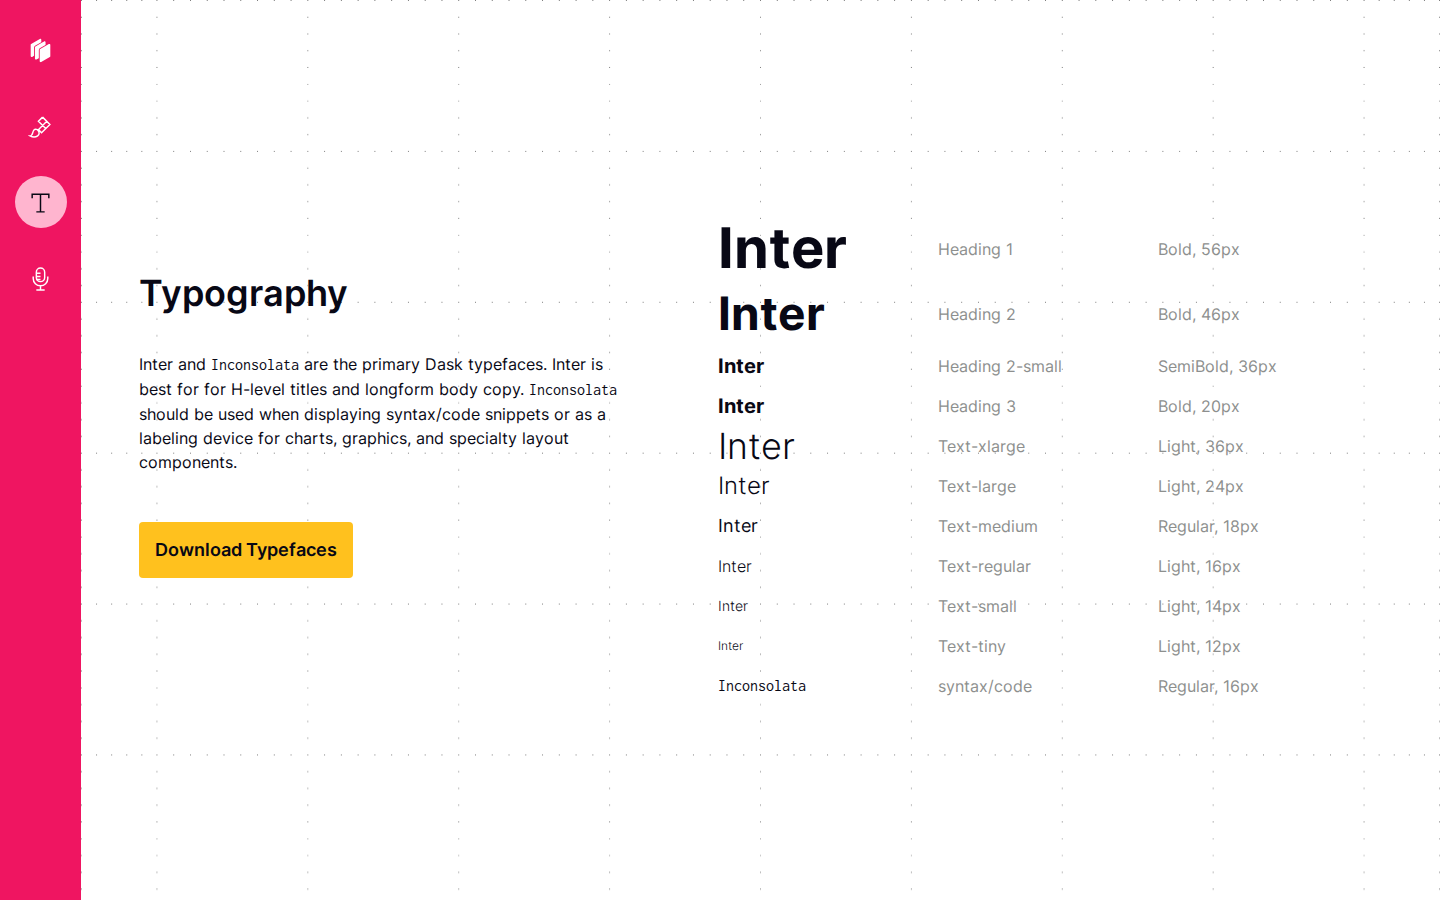 Typography
Inter and Inconsolata are the primary Dask typefaces. Inter is
best for for H-level titles and longform body copy. Inconsolata
should be used when displaying syntax/code snippets or as a
labeling device for charts, graphics, and specialty layout
components.
Download Typefaces
Inter Heading 1 Bold, 56px
Inter Heading 2 Bold, 46px
Inter Heading 2-small SemiBold, 36px
Inter Heading 3 Bold, 20px
Inter Text-xlarge Light, 36px
Inter Text-large Light, 24px
Inter Text-medium Regular, 18px
Inter Text-regular Light, 16px
Inter Text-small Light, 14px
Inter Text-tiny Light, 12px
Inconsolata syntax/code Regular, 16px